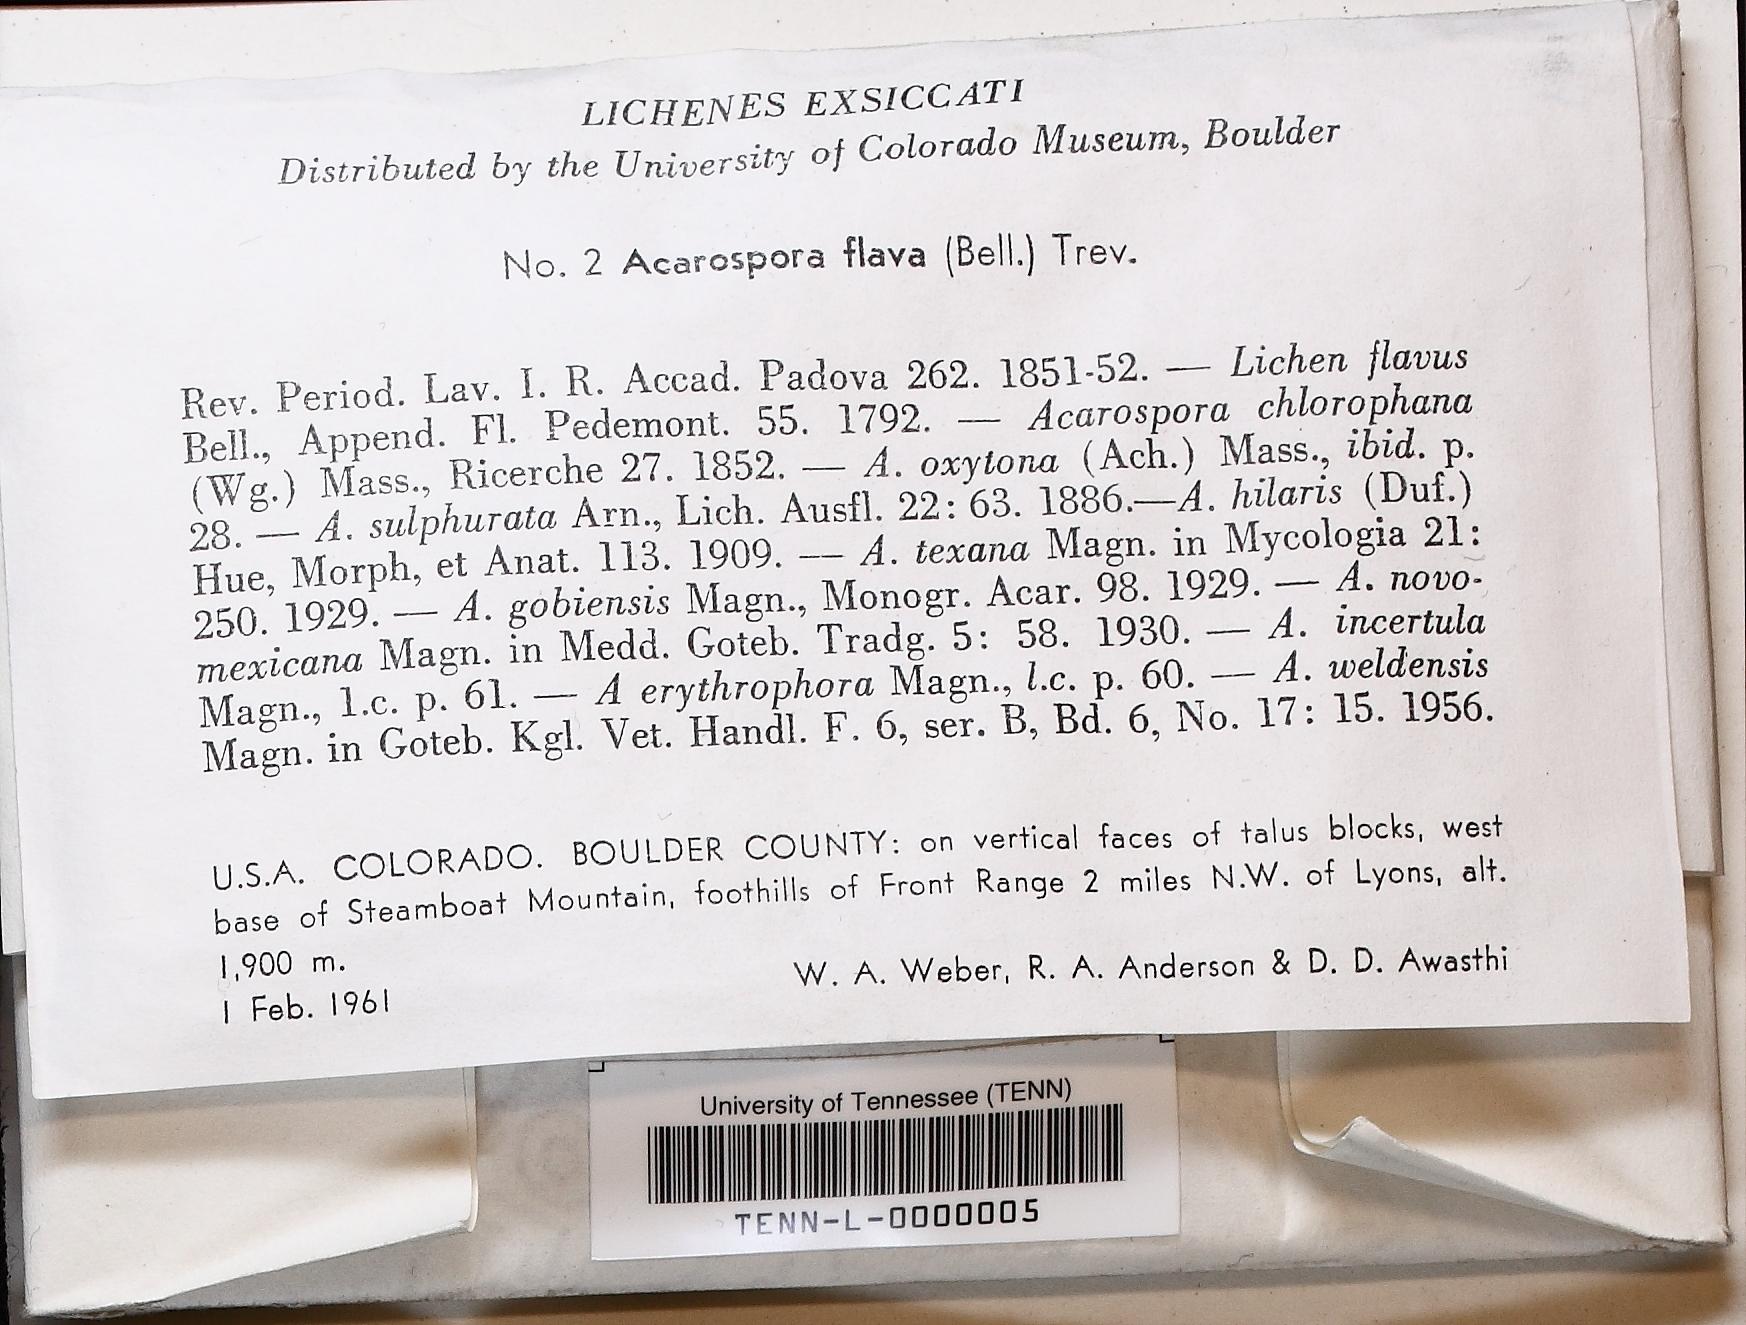 LICHENES EXSICCATI
Distributed by the University of Colorado Museum, Boulder
No. 2 Acarospora flava (Bell.) Trev.
Rev. Period. Lav. I. R. Accad. Padova 262. 1851-52. — Lichen flavus
Bell., Append. Fl. Pedemont. 55. 1792. — Acarospora chlorophana
(Wg.) Mass., Ricerche 27. 1852. — A. oxytona (Ach.) Mass., ibid. p.
28. — A. sulphurata Arn., Lich. Ausfl. 22: 63. 1886.—A. hilaris (Duf.)
Hue, Morph, et Anat. 113. 1909. — A. texana Magn. in Mycologia 21:
250. 1929. — A. gobiensis Magn., Monogr. Acar. 98. 1929. — A. novo-
mexicana Magn. in Medd. Goteb. Tradg. 5: 58. 1930. — A. incertula
Magn., l.c. p. 61. — A erythrophora Magn., l.c. p. 60. — A. weldensis
Magn. in Goteb. Kgl. Vet. Handl. F. 6, ser. B, Bd. 6, No. 17: 15. 1956.
U.S.A. COLORADO. BOULDER COUNTY: on vertical faces of talus blocks, west
base of Steamboat Mountain, foothills of Front Range 2 miles N.W. of Lyons, alt.
1,900 m.
W. A. Weber, R. A. Anderson & D. D. Awasthi
1 Feb. 1961
University of Tennessee (TENN)
TENN-L-0000005